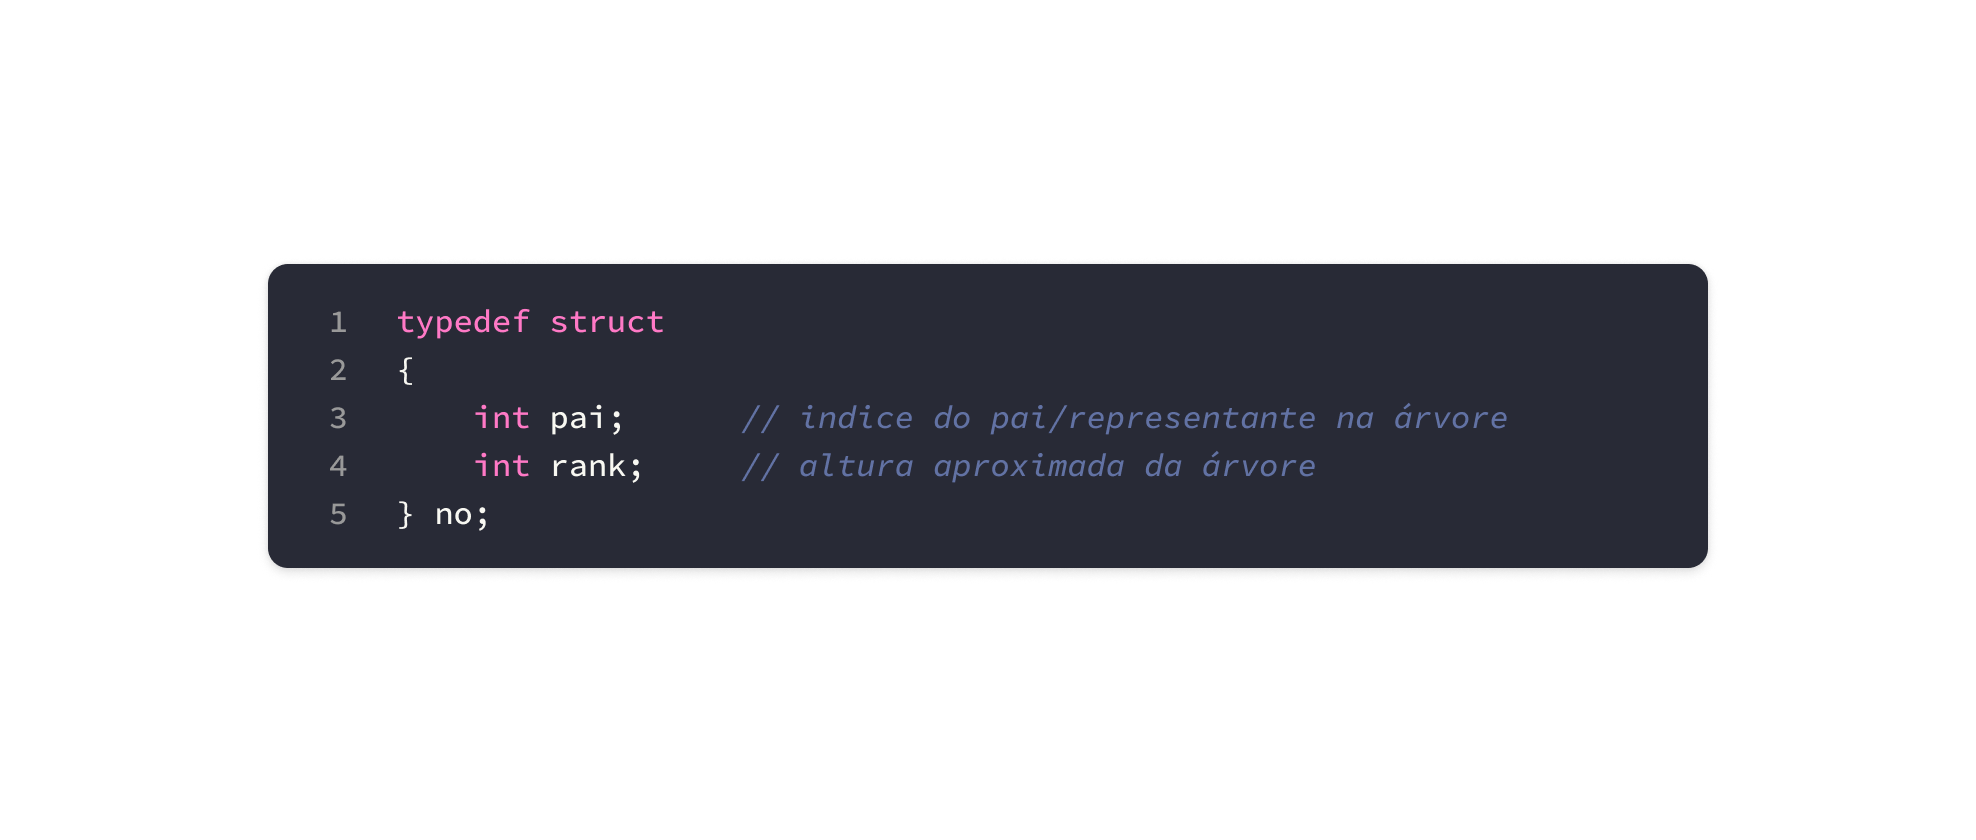 1 typedef struct
2 {
3     int pai;      // indice do pai/representante na árvore
4     int rank;     // altura aproximada da árvore
5 } no;